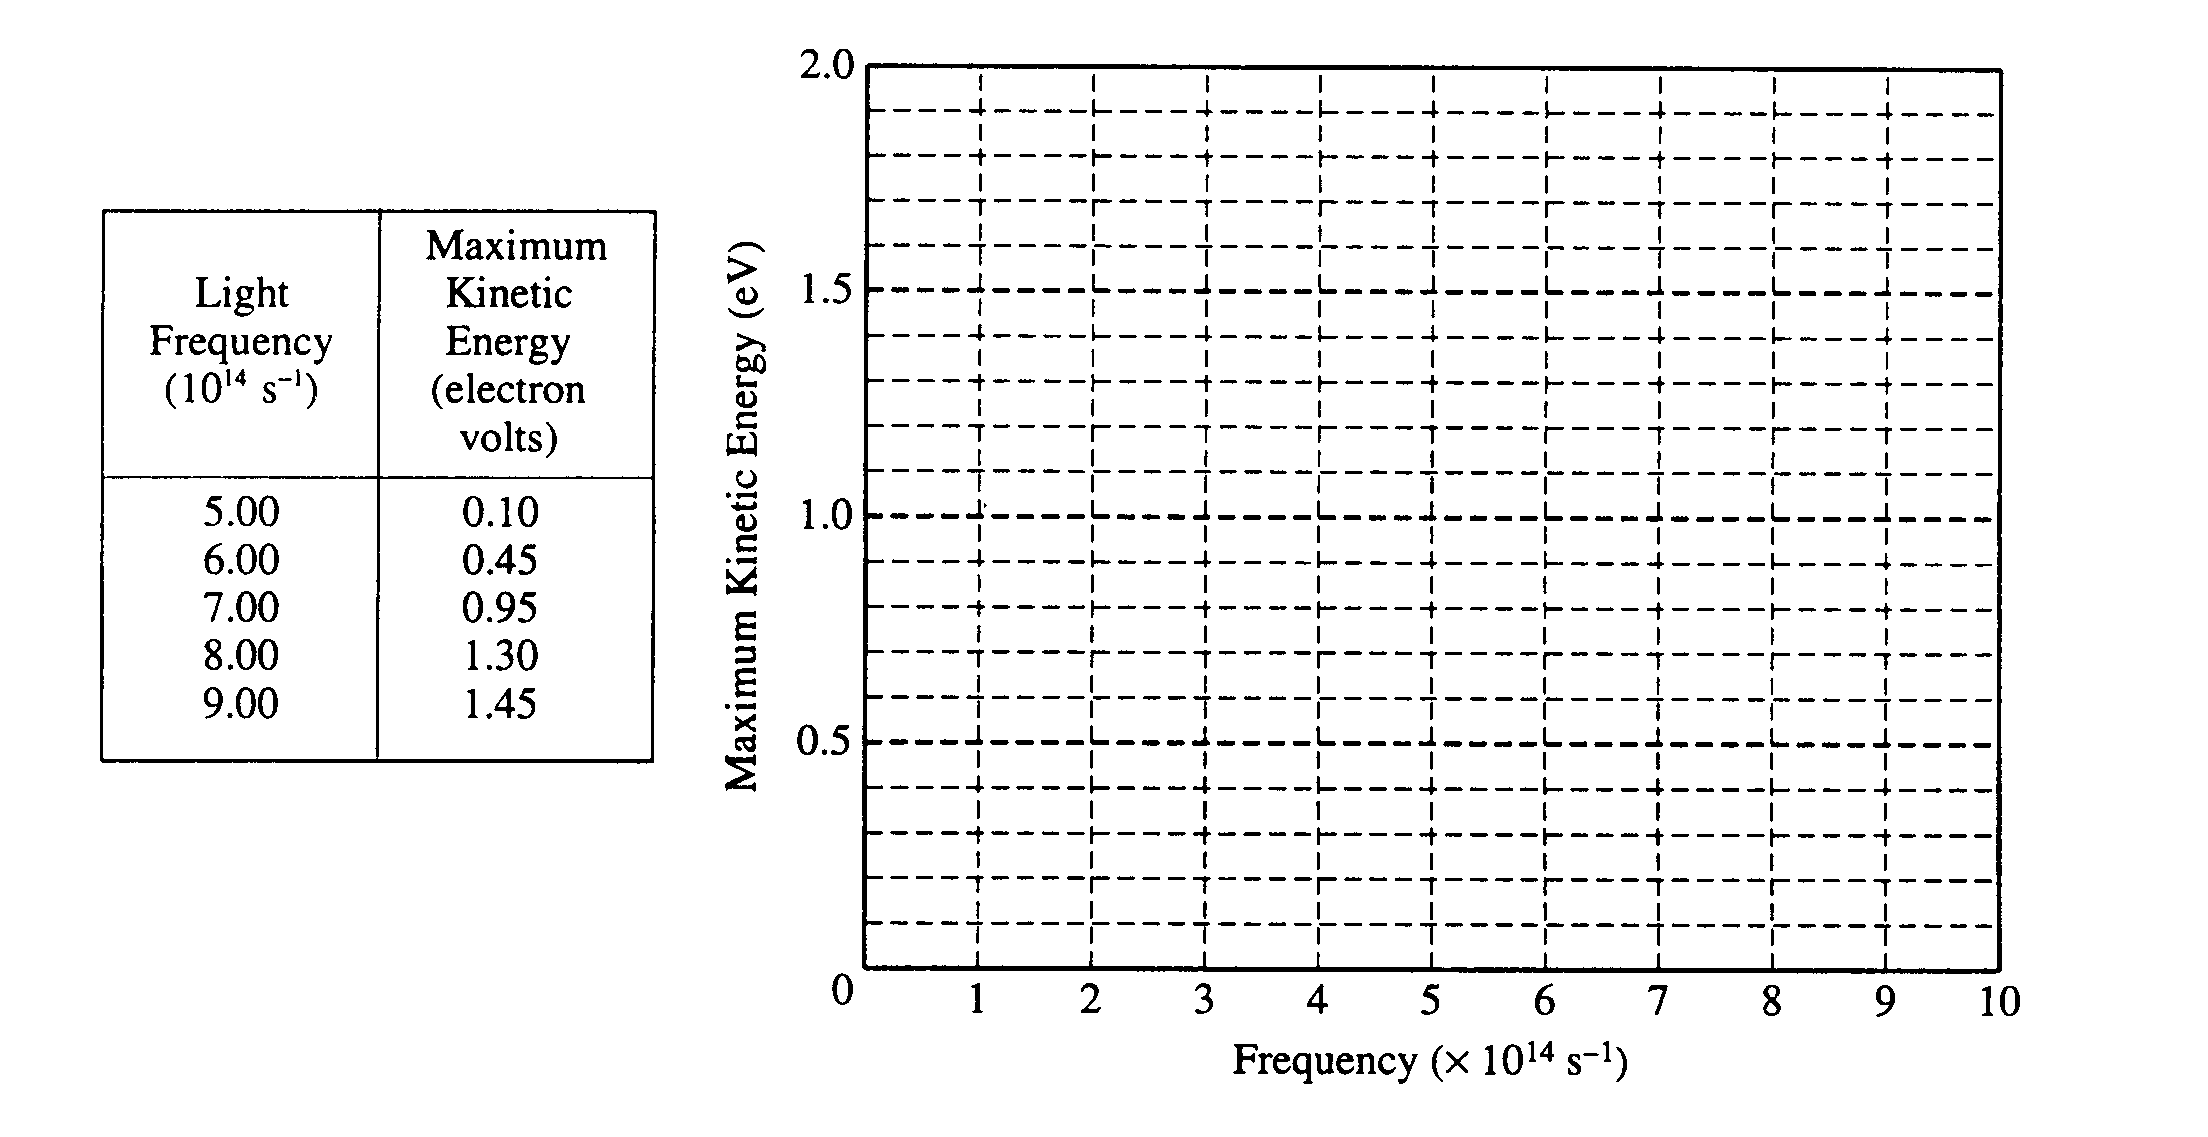 Light
Frequency
(10¹⁴ s⁻¹)
Maximum
Kinetic
Energy
(electron
volts)
5.00 0.10
6.00 0.45
7.00 0.95
8.00 1.30
9.00 1.45
Maximum Kinetic Energy (eV)
2.0
1.5
1.0
0.5
0
1 2 3 4 5 6 7 8 9 10
Frequency (× 10¹⁴ s⁻¹)